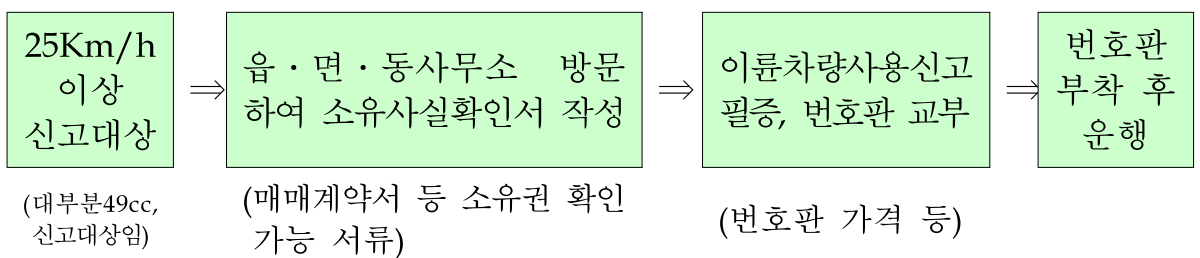 25Km/h
이상
신고대상
⇒
읍·면·동사무소 방문
하여 소유사실확인서 작성
⇒
이륜차량사용신고
필증, 번호판 교부
⇒
번호판
부착 후
운행
(대부분49cc,
신고대상임)
(매매계약서 등 소유권 확인
가능 서류)
(번호판 가격 등)